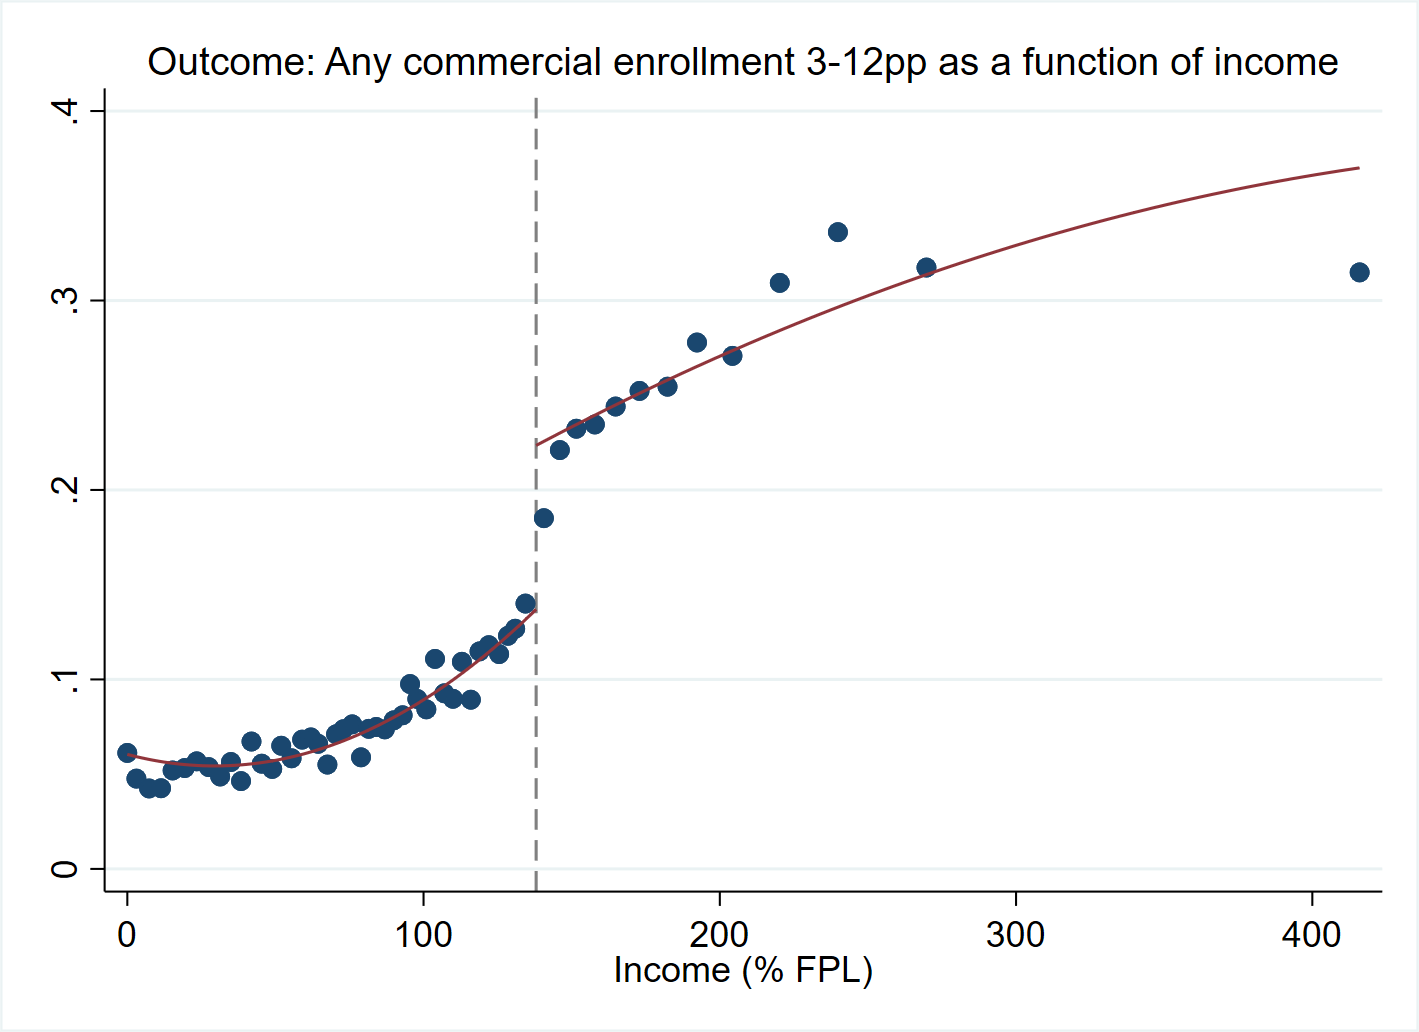 Outcome: Any commercial enrollment 3-12pp as a function of income
.4
.3
.2
.1
0
0 100 200 300 400
Income (% FPL)